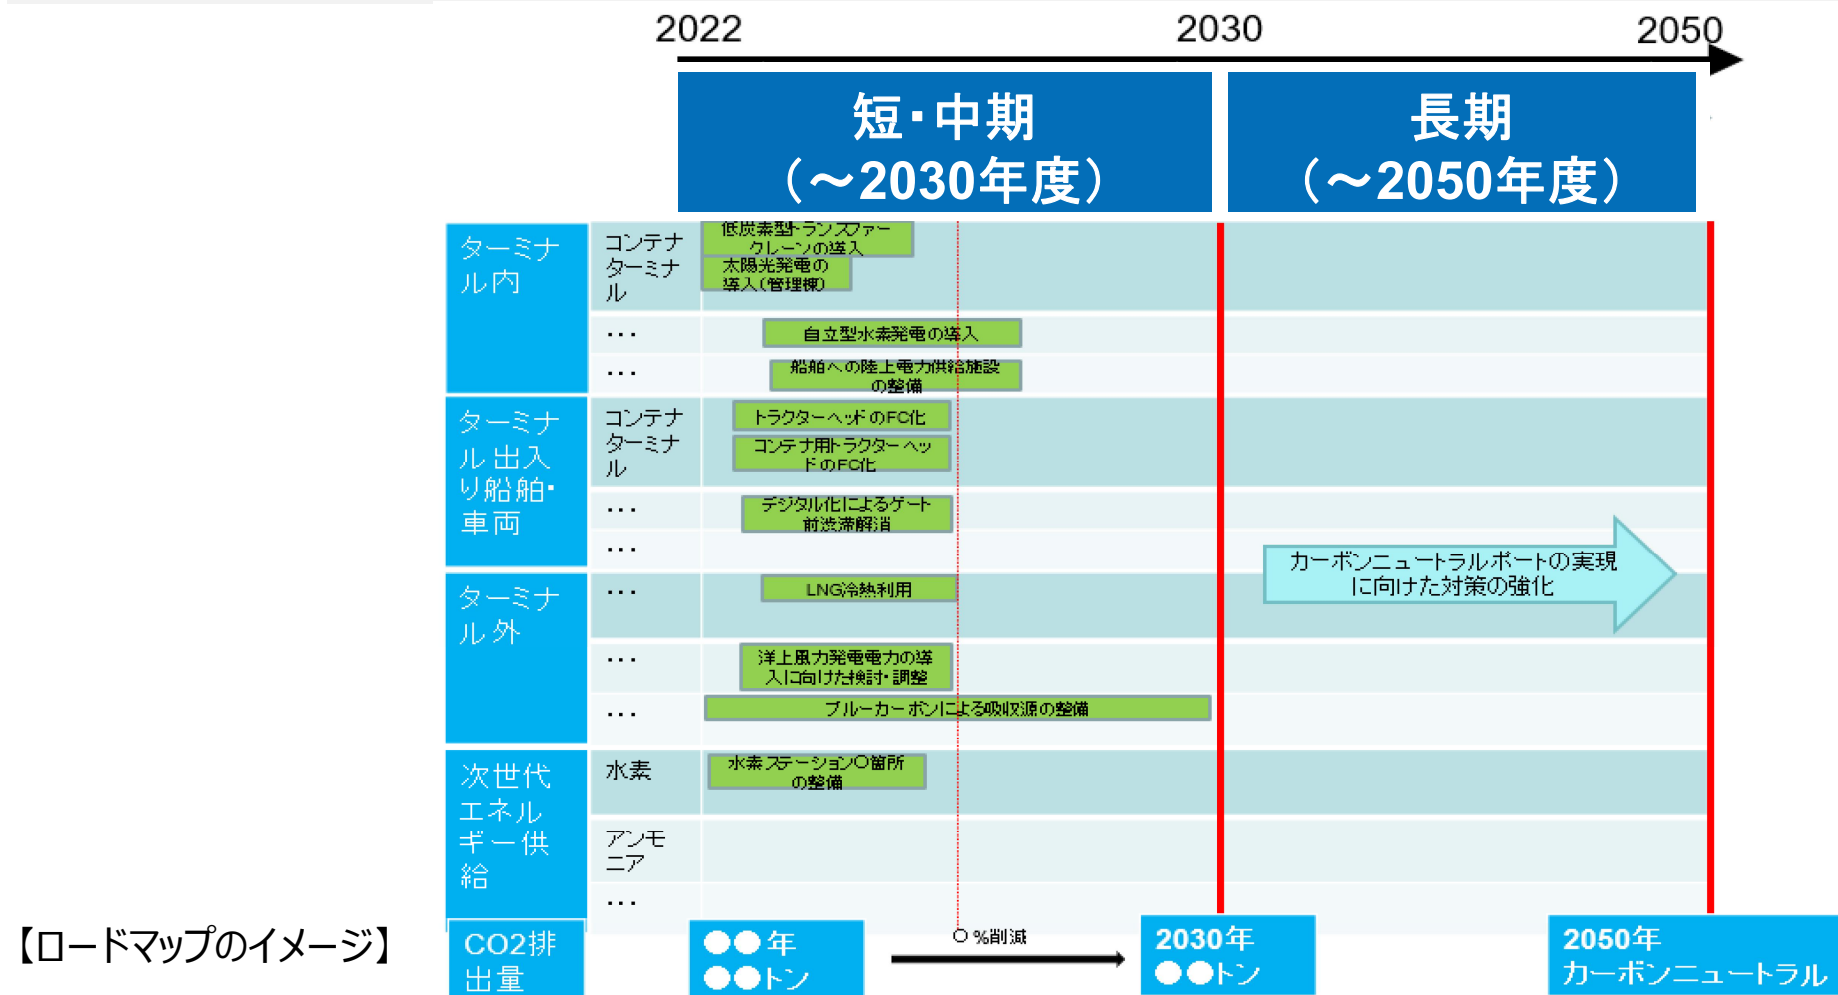 2022
2030
2050
短・中期
(～2030年度)
長期
(～2050年度)
ターミナ
ル内
コンテナ
ターミナ
ル
低炭素型トランスファー
クレーンの導入
太陽光発電の
導入(管理棟)
…
自立型水素発電の導入
…
船舶への陸上電力供給施設
の整備
ターミナ
ル出入
り船舶・
車両
コンテナ
ターミナ
ル
トラクターヘッドのFC化
コンテナ用トラクターヘッ
ドのFC化
…
デジタル化によるゲート
前渋滞解消
…
カーボンニュートラルポートの実現
に向けた対策の強化
ターミナ
ル外
…
LNG冷熱利用
…
洋上風力発電電力の導
入に向けた検討・調整
…
ブルーカーボンによる吸収源の整備
次世代
エネル
ギー供
給
水素
水素ステーション〇箇所
の整備
アンモ
ニア
…
【ロードマップのイメージ】
CO2排
出量
●●年
●●トン
○%削減
2030年
●●トン
2050年
カーボンニュートラル